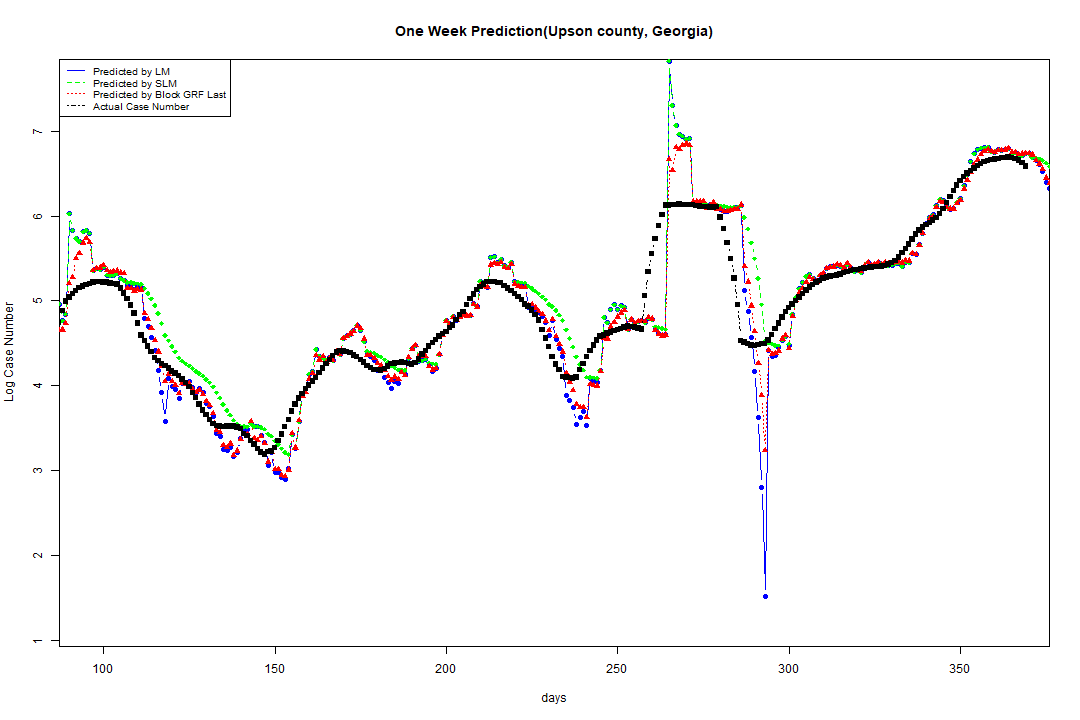 One Week Prediction(Upson county, Georgia)
Predicted by LM
Predicted by SLM
Predicted by Block GRF Last
Actual Case Number
Log Case Number
7
6
5
4
3
2
1
100 150 200 250 300 350
days